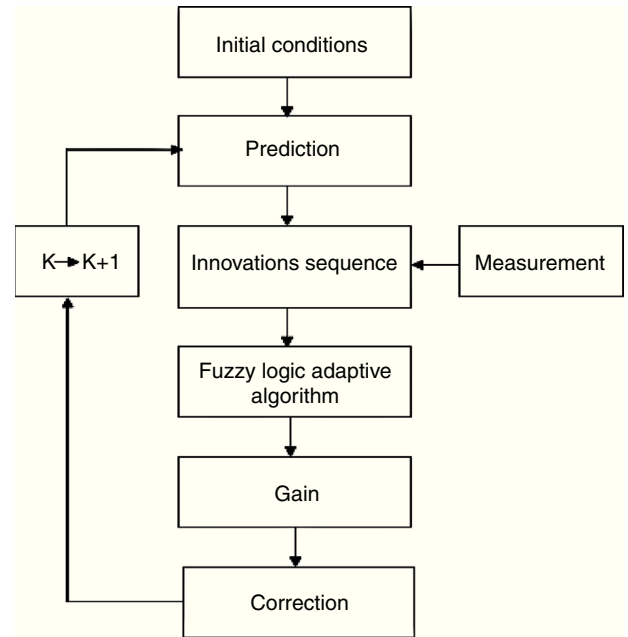 Initial conditions
Prediction
K→K+1
Innovations sequence
Measurement
Fuzzy logic adaptive
algorithm
Gain
Correction